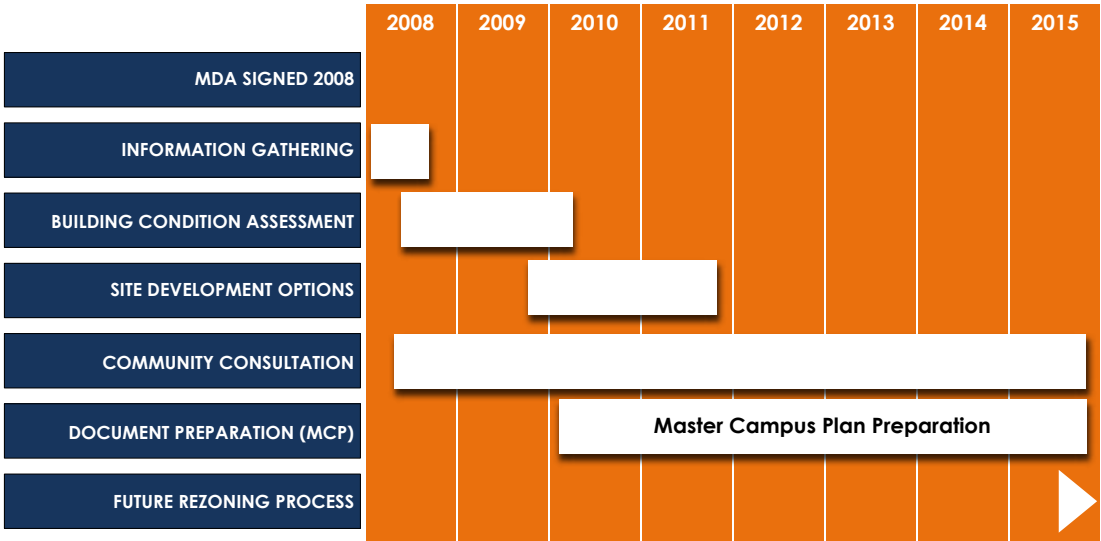 2008 2009 2010 2011 2012 2013 2014 2015
MDA SIGNED 2008
INFORMATION GATHERING
BUILDING CONDITION ASSESSMENT
SITE DEVELOPMENT OPTIONS
COMMUNITY CONSULTATION
DOCUMENT PREPARATION (MCP) Master Campus Plan Preparation
FUTURE REZONING PROCESS